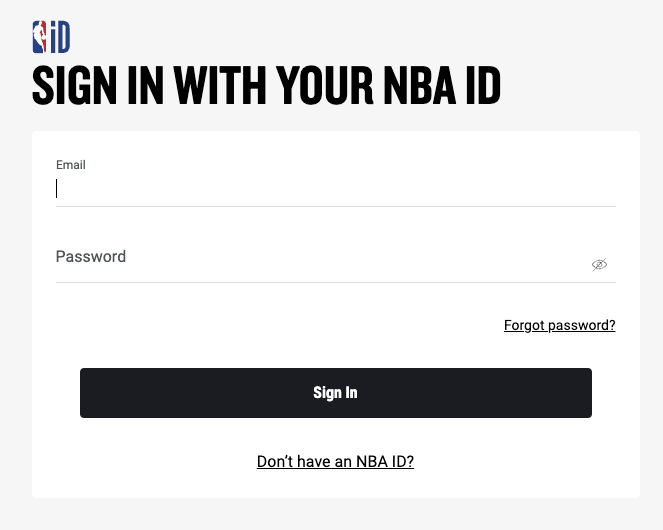 iD
SIGN IN WITH YOUR NBA ID
Email
Password
Forgot password?
Sign In
Don’t have an NBA ID?